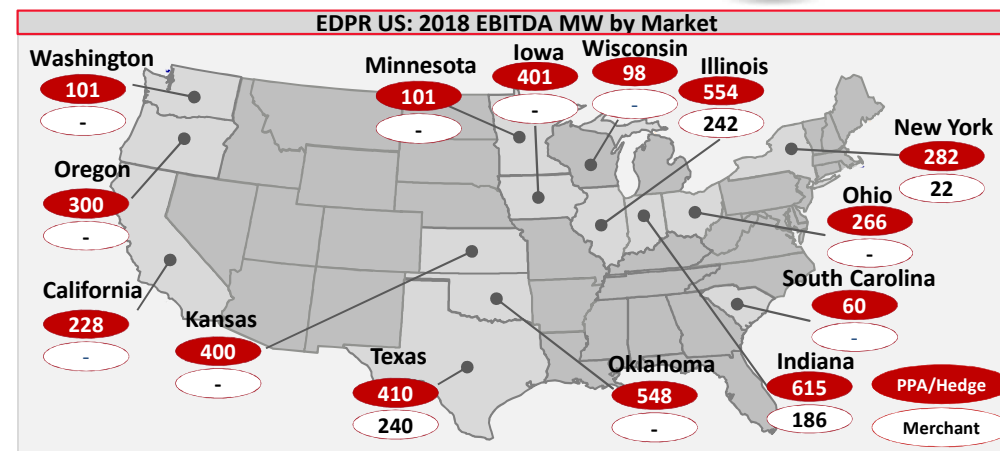 EDPR US: 2018 EBITDA MW by Market
Washington
101
-
Oregon
300
-
California
228
-
Kansas
400
-
Minnesota
101
-
Iowa
401
-
Wisconsin
98
-
Illinois
554
242
New York
282
22
Ohio
266
-
South Carolina
60
-
Indiana
615
186
Oklahoma
548
-
Texas
410
240
PPA/Hedge
Merchant